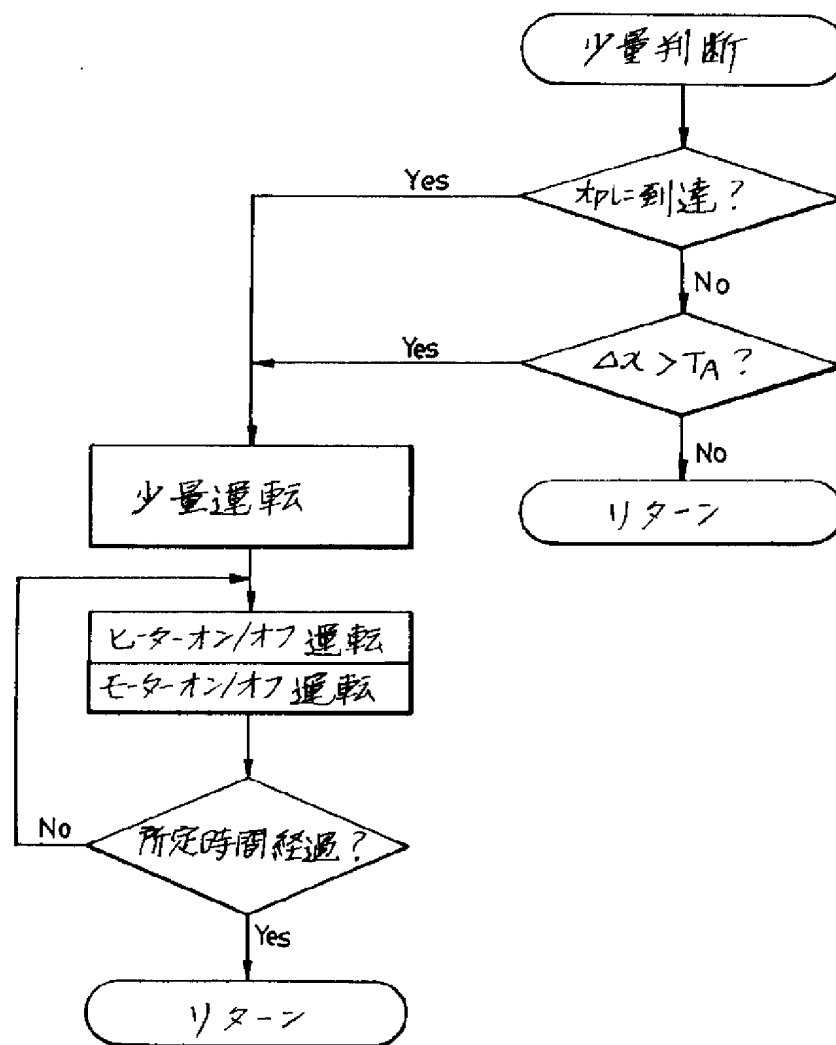 少量判断
に到達?
Yes
No
Δx>TA?
Yes
No
リターン
少量運転
ヒーターオン/オフ運転
モーターオン/オフ運転
所定時間経過?
No
Yes
リターン